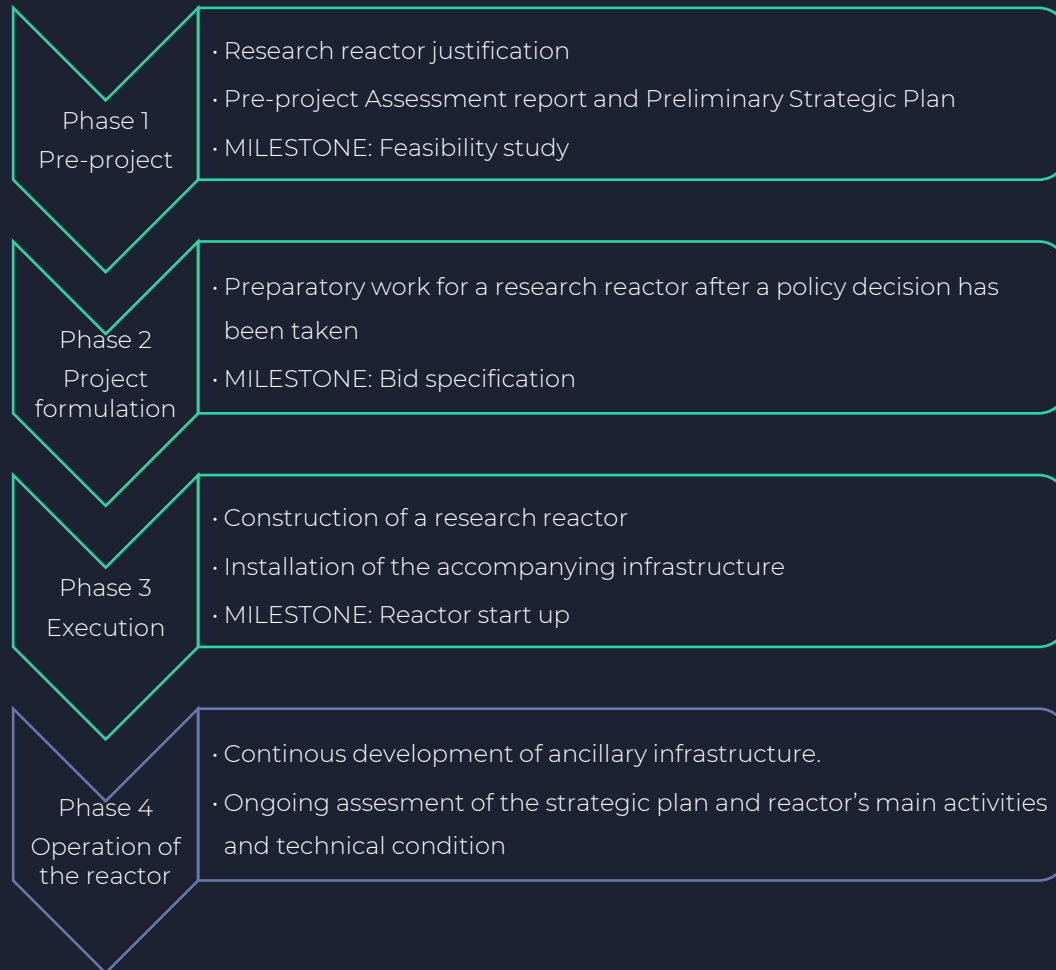 Phase 1
Pre-project
• Research reactor justification
• Pre-project Assessment report and Preliminary Strategic Plan
• MILESTONE: Feasibility study
Phase 2
Project
formulation
• Preparatory work for a research reactor after a policy decision has
been taken
• MILESTONE: Bid specification
Phase 3
Execution
• Construction of a research reactor
• Installation of the accompanying infrastructure
• MILESTONE: Reactor start up
Phase 4
Operation of
the reactor
• Continous development of ancillary infrastructure.
• Ongoing assesment of the strategic plan and reactor’s main activities
and technical condition